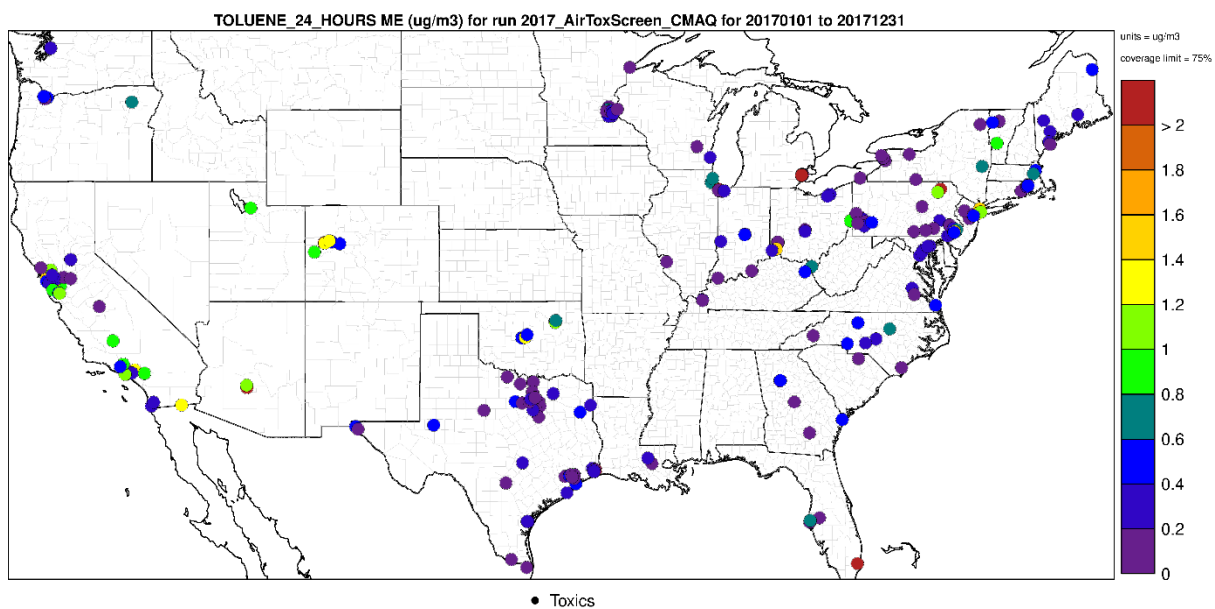 TOLUENE_24_HOURS ME (ug/m3) for run 2017_AirToxScreen_CMAQ for 20170101 to 20171231
units = ug/m3
coverage limit = 75%
> 2
1.8
1.6
1.4
1.2
1
0.8
0.6
0.4
0.2
0
Toxics